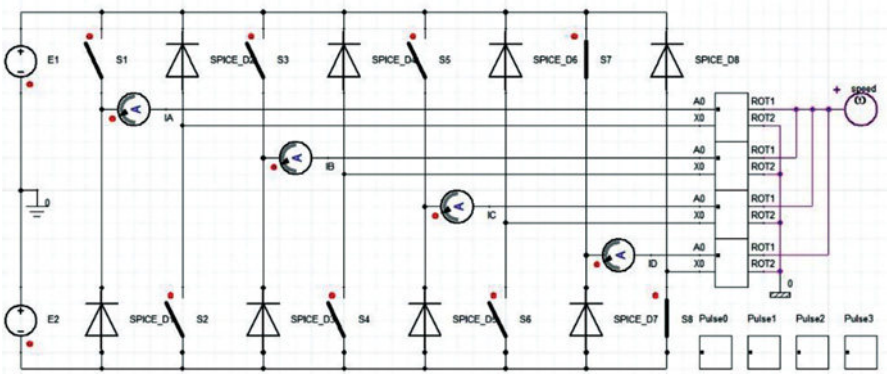 E1 S1 SPICE_D2 S3 SPICE_D4 S5 SPICE_D6 S7 SPICE_D8
speed
ω
A IA A0 ROT1
X0 ROT2
A IB A0 ROT1
X0 ROT2
0 A IC A0 ROT1
X0 ROT2
A ID A0 ROT1
X0 ROT2
0
E2 SPICE_D1 S2 SPICE_D3 S4 SPICE_D5 S6 SPICE_D7 S8 Pulse0 Pulse1 Pulse2 Pulse3